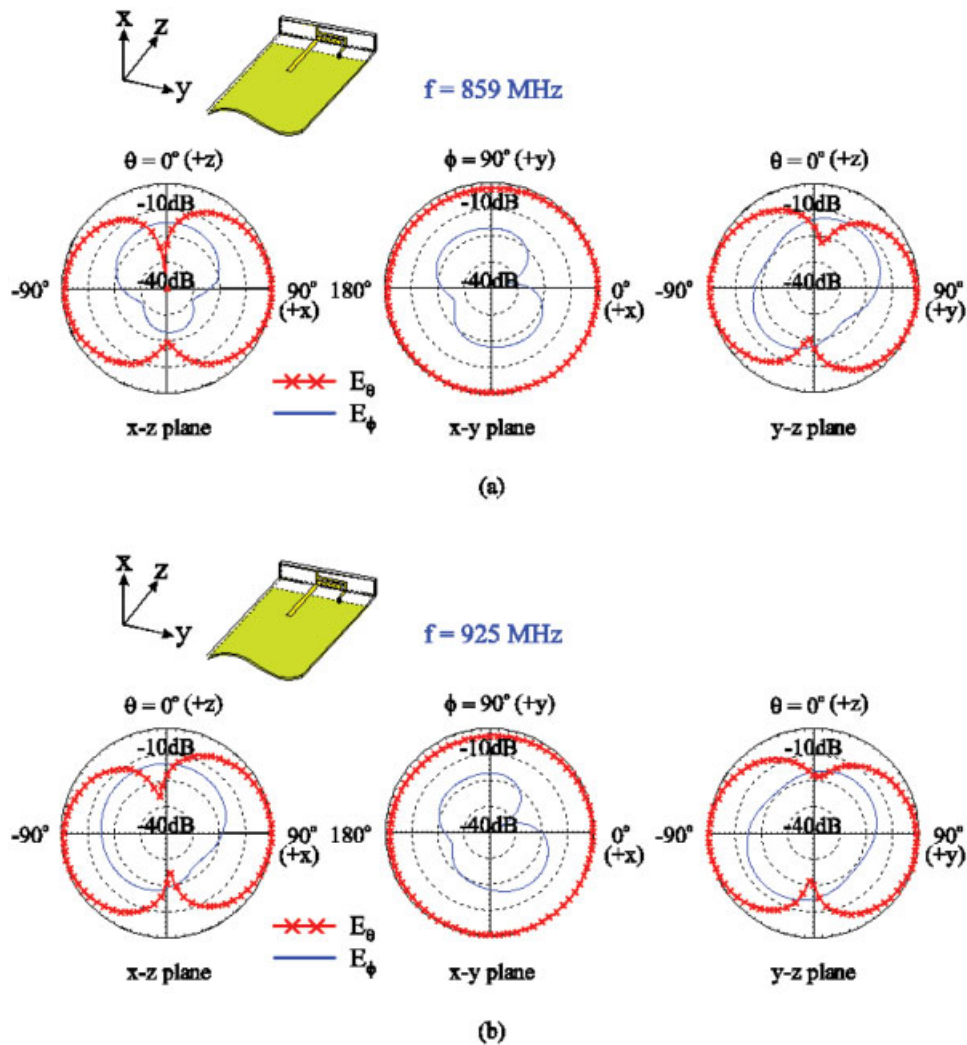 x
z
y
f = 859 MHz
θ = 0° (+z)
-10dB
-40dB
-90°
90°
(+x)
x-z plane
ϕ = 90° (+y)
-10dB
-40dB
180°
0°
(+x)
x-y plane
θ = 0° (+z)
-10dB
-40dB
-90°
90°
(+y)
y-z plane
Eθ
Eϕ
(a)
x
z
y
f = 925 MHz
θ = 0° (+z)
-10dB
-40dB
-90°
90°
(+x)
x-z plane
ϕ = 90° (+y)
-10dB
-40dB
180°
0°
(+x)
x-y plane
θ = 0° (+z)
-10dB
-40dB
-90°
90°
(+y)
y-z plane
Eθ
Eϕ
(b)